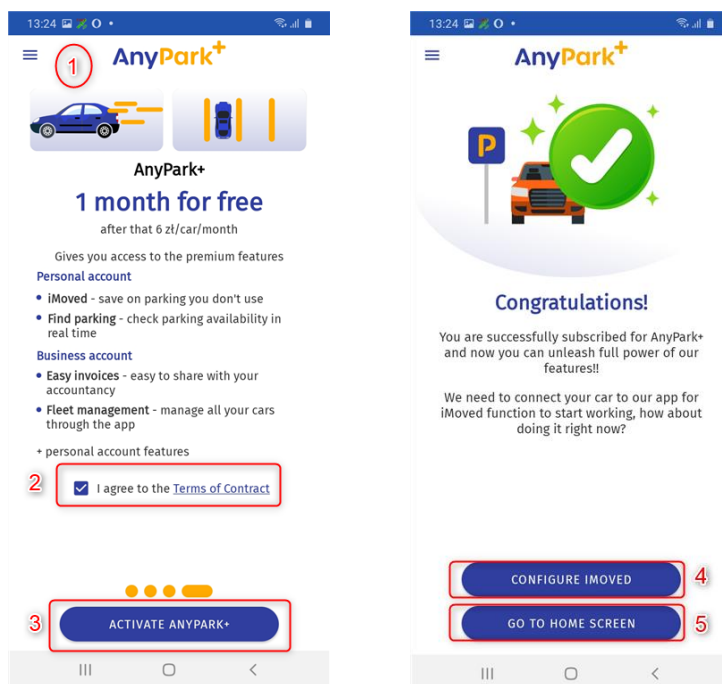 13:24
1
AnyPark+
AnyPark+
1 month for free
after that 6 zł/car/month
Gives you access to the premium features
Personal account
• iMoved - save on parking you don't use
• Find parking - check parking availability in
real time
Business account
• Easy invoices - easy to share with your
accountancy
• Fleet management - manage all your cars
through the app
+ personal account features
2
I agree to the Terms of Contract
3
ACTIVATE ANYPARK+
13:24
AnyPark+
P
Congratulations!
You are successfully subscribed for AnyPark+
and now you can unleash full power of our
features!!
We need to connect your car to our app for
iMoved function to start working, how about
doing it right now?
CONFIGURE IMOVED
4
GO TO HOME SCREEN
5